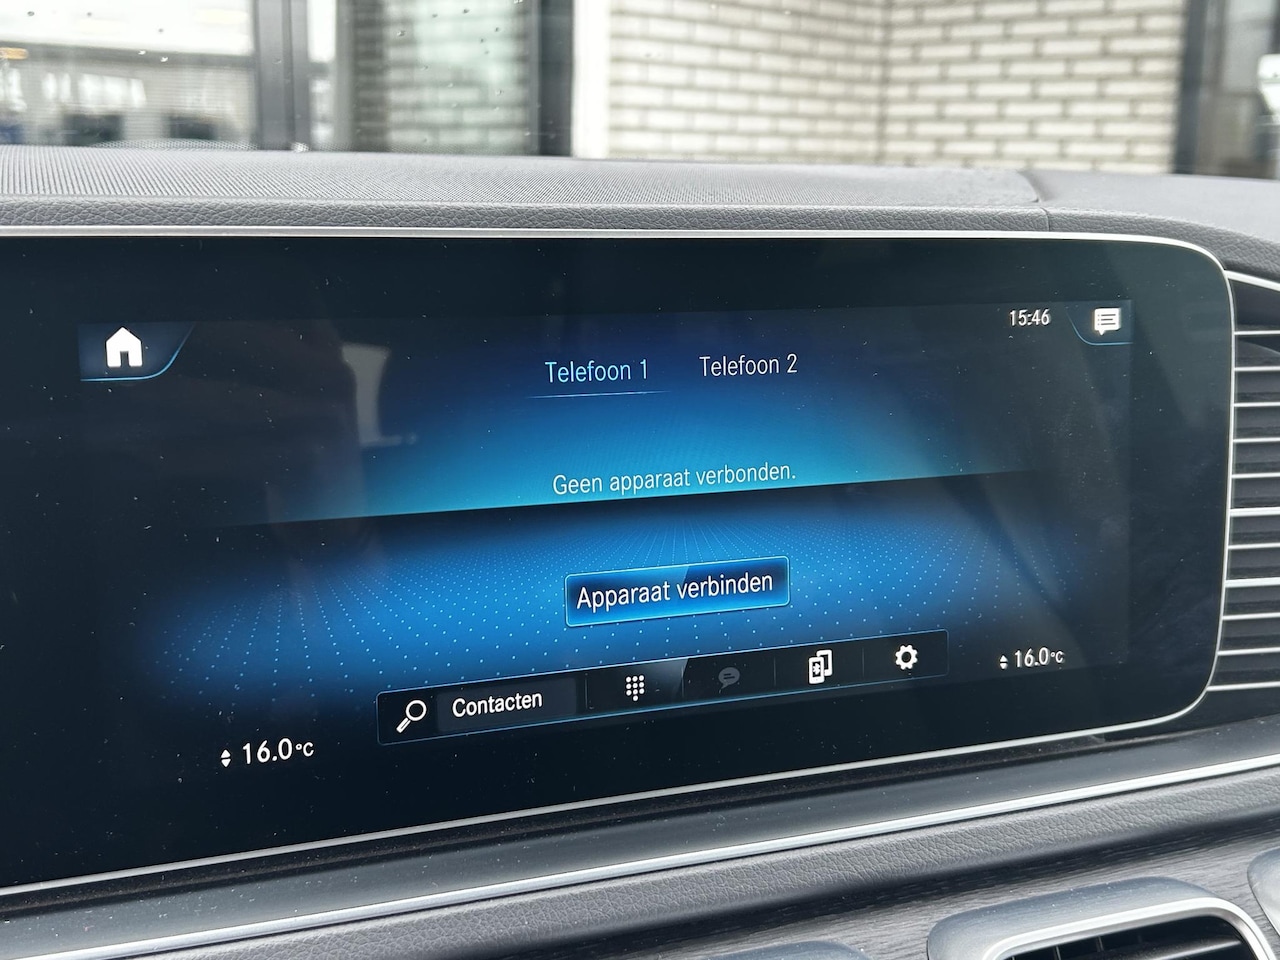 15:46
Telefoon 1 Telefoon 2
Geen apparaat verbonden.
Apparaat verbinden
Contacten
16.0°C
16.0°C